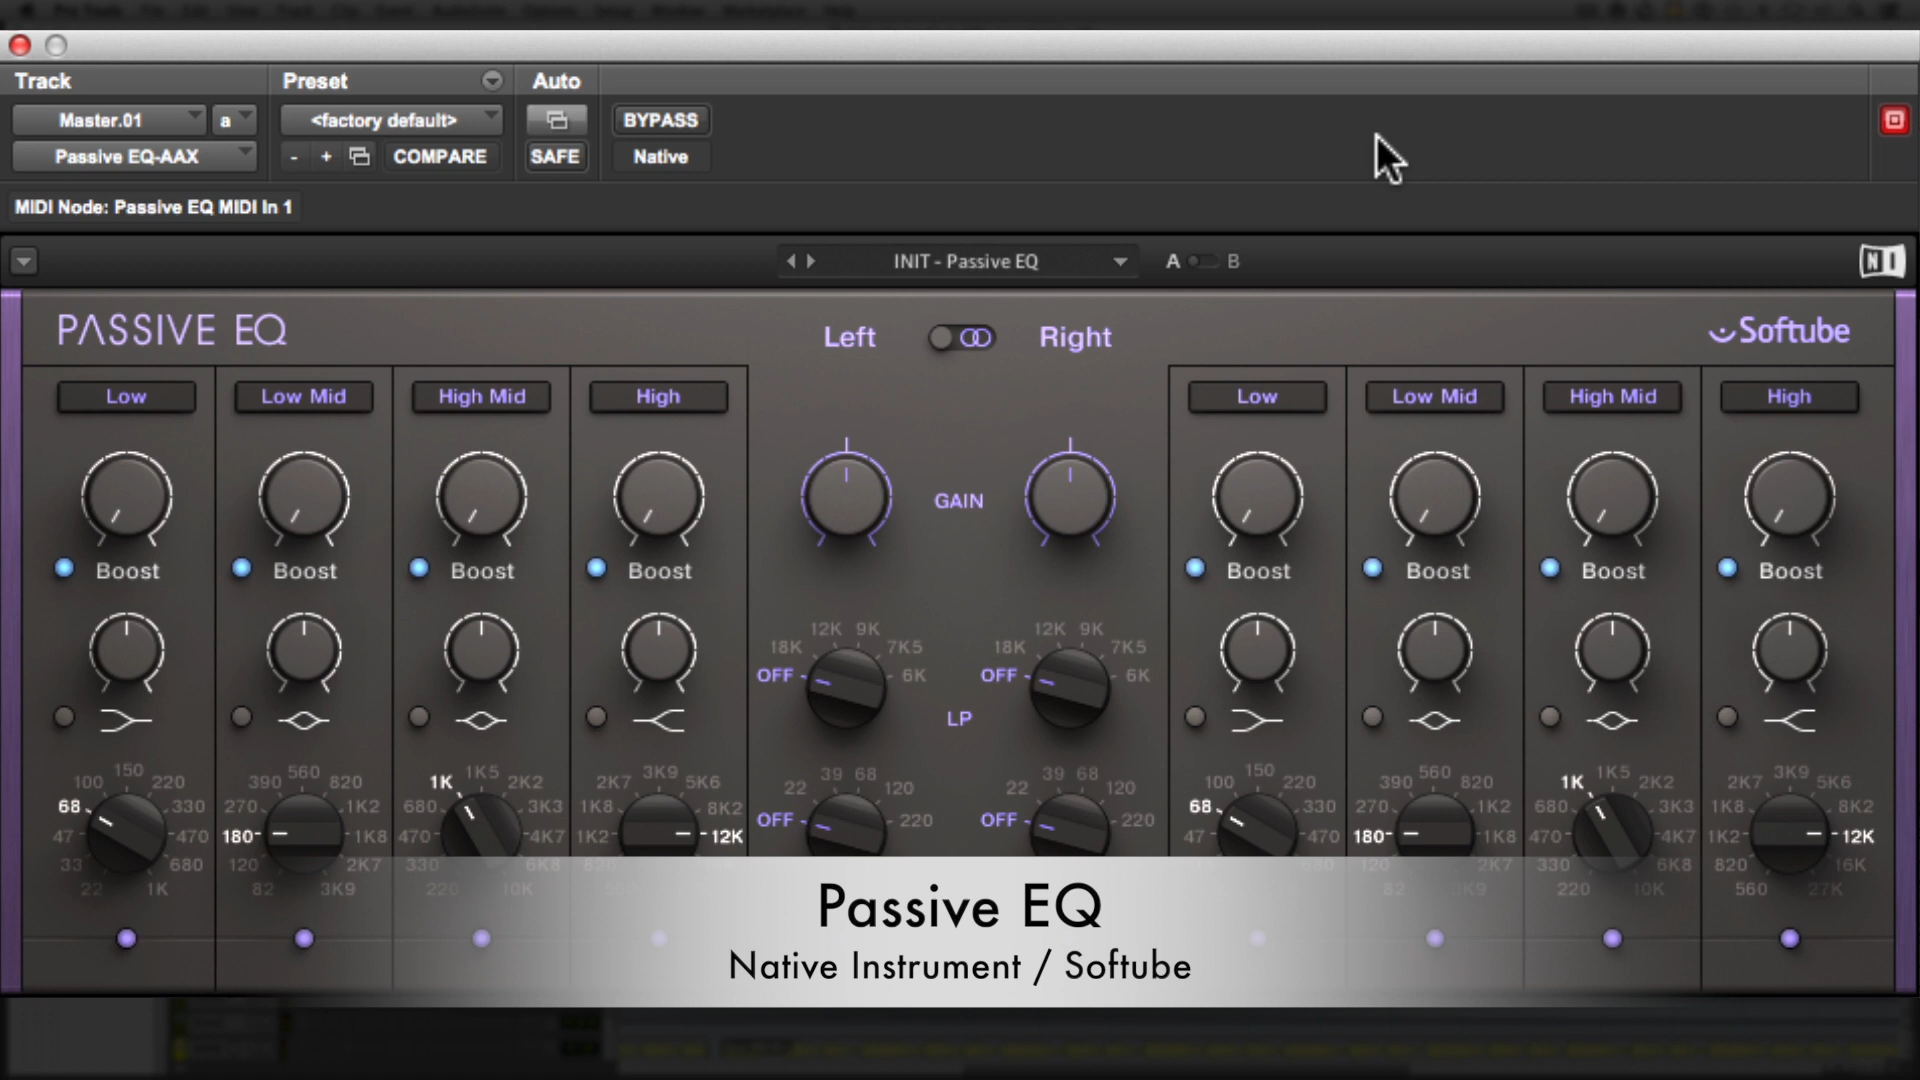 Track
Preset
Auto
Master.01
a
<factory default>
BYPASS
Passive EQ-AAX
- +
COMPARE
SAFE
Native
MIDI Node: Passive EQ MIDI In 1
INIT - Passive EQ
A B
NI
PASSIVE EQ
Left Right
Softube
Low Low Mid High Mid High
Low Low Mid High Mid High
GAIN
Boost Boost Boost Boost
Boost Boost Boost Boost
12K 9K 12K 9K
18K 7K5 18K 7K5
OFF 6K OFF 6K
LP
150 560 1K5 3K9 39 68 39 68 150 560 1K5 3K9
100 220 390 820 1K 2K2 2K7 5K6 22 120 22 120 100 220 390 820 1K 2K2 2K7 5K6
68 330 270 1K2 680 3K3 1K8 8K2 OFF 220 OFF 220 68 330 270 1K2 680 3K3 1K8 8K2
47 470 180 1K8 470 4K7 1K2 12K 47 470 180 1K8 470 4K7 1K2 12K
33 680 120 2K7 330 6K8 2K7 330 6K8 820 16K
22 1K 82 3K9 220 10K 82 3K9 220 10K 560 27K
Passive EQ
Native Instrument / Softube